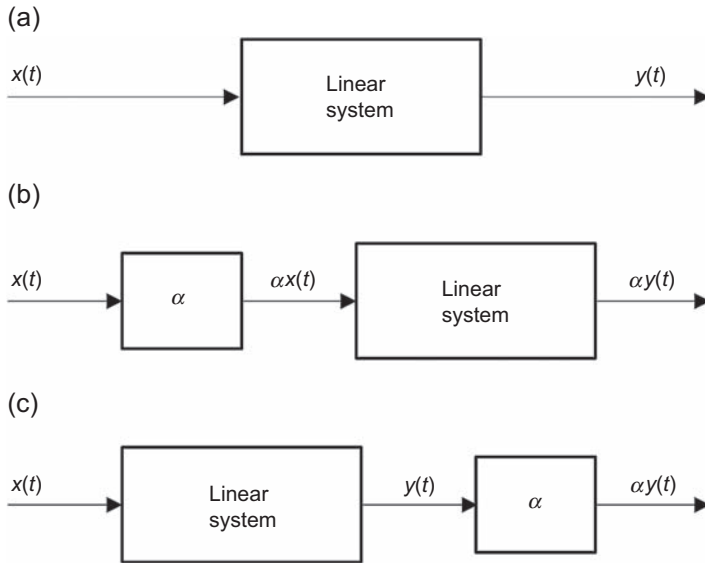 (a)
x(t)
Linear
system
y(t)
(b)
x(t)
α
αx(t)
Linear
system
αy(t)
(c)
x(t)
Linear
system
y(t)
α
αy(t)